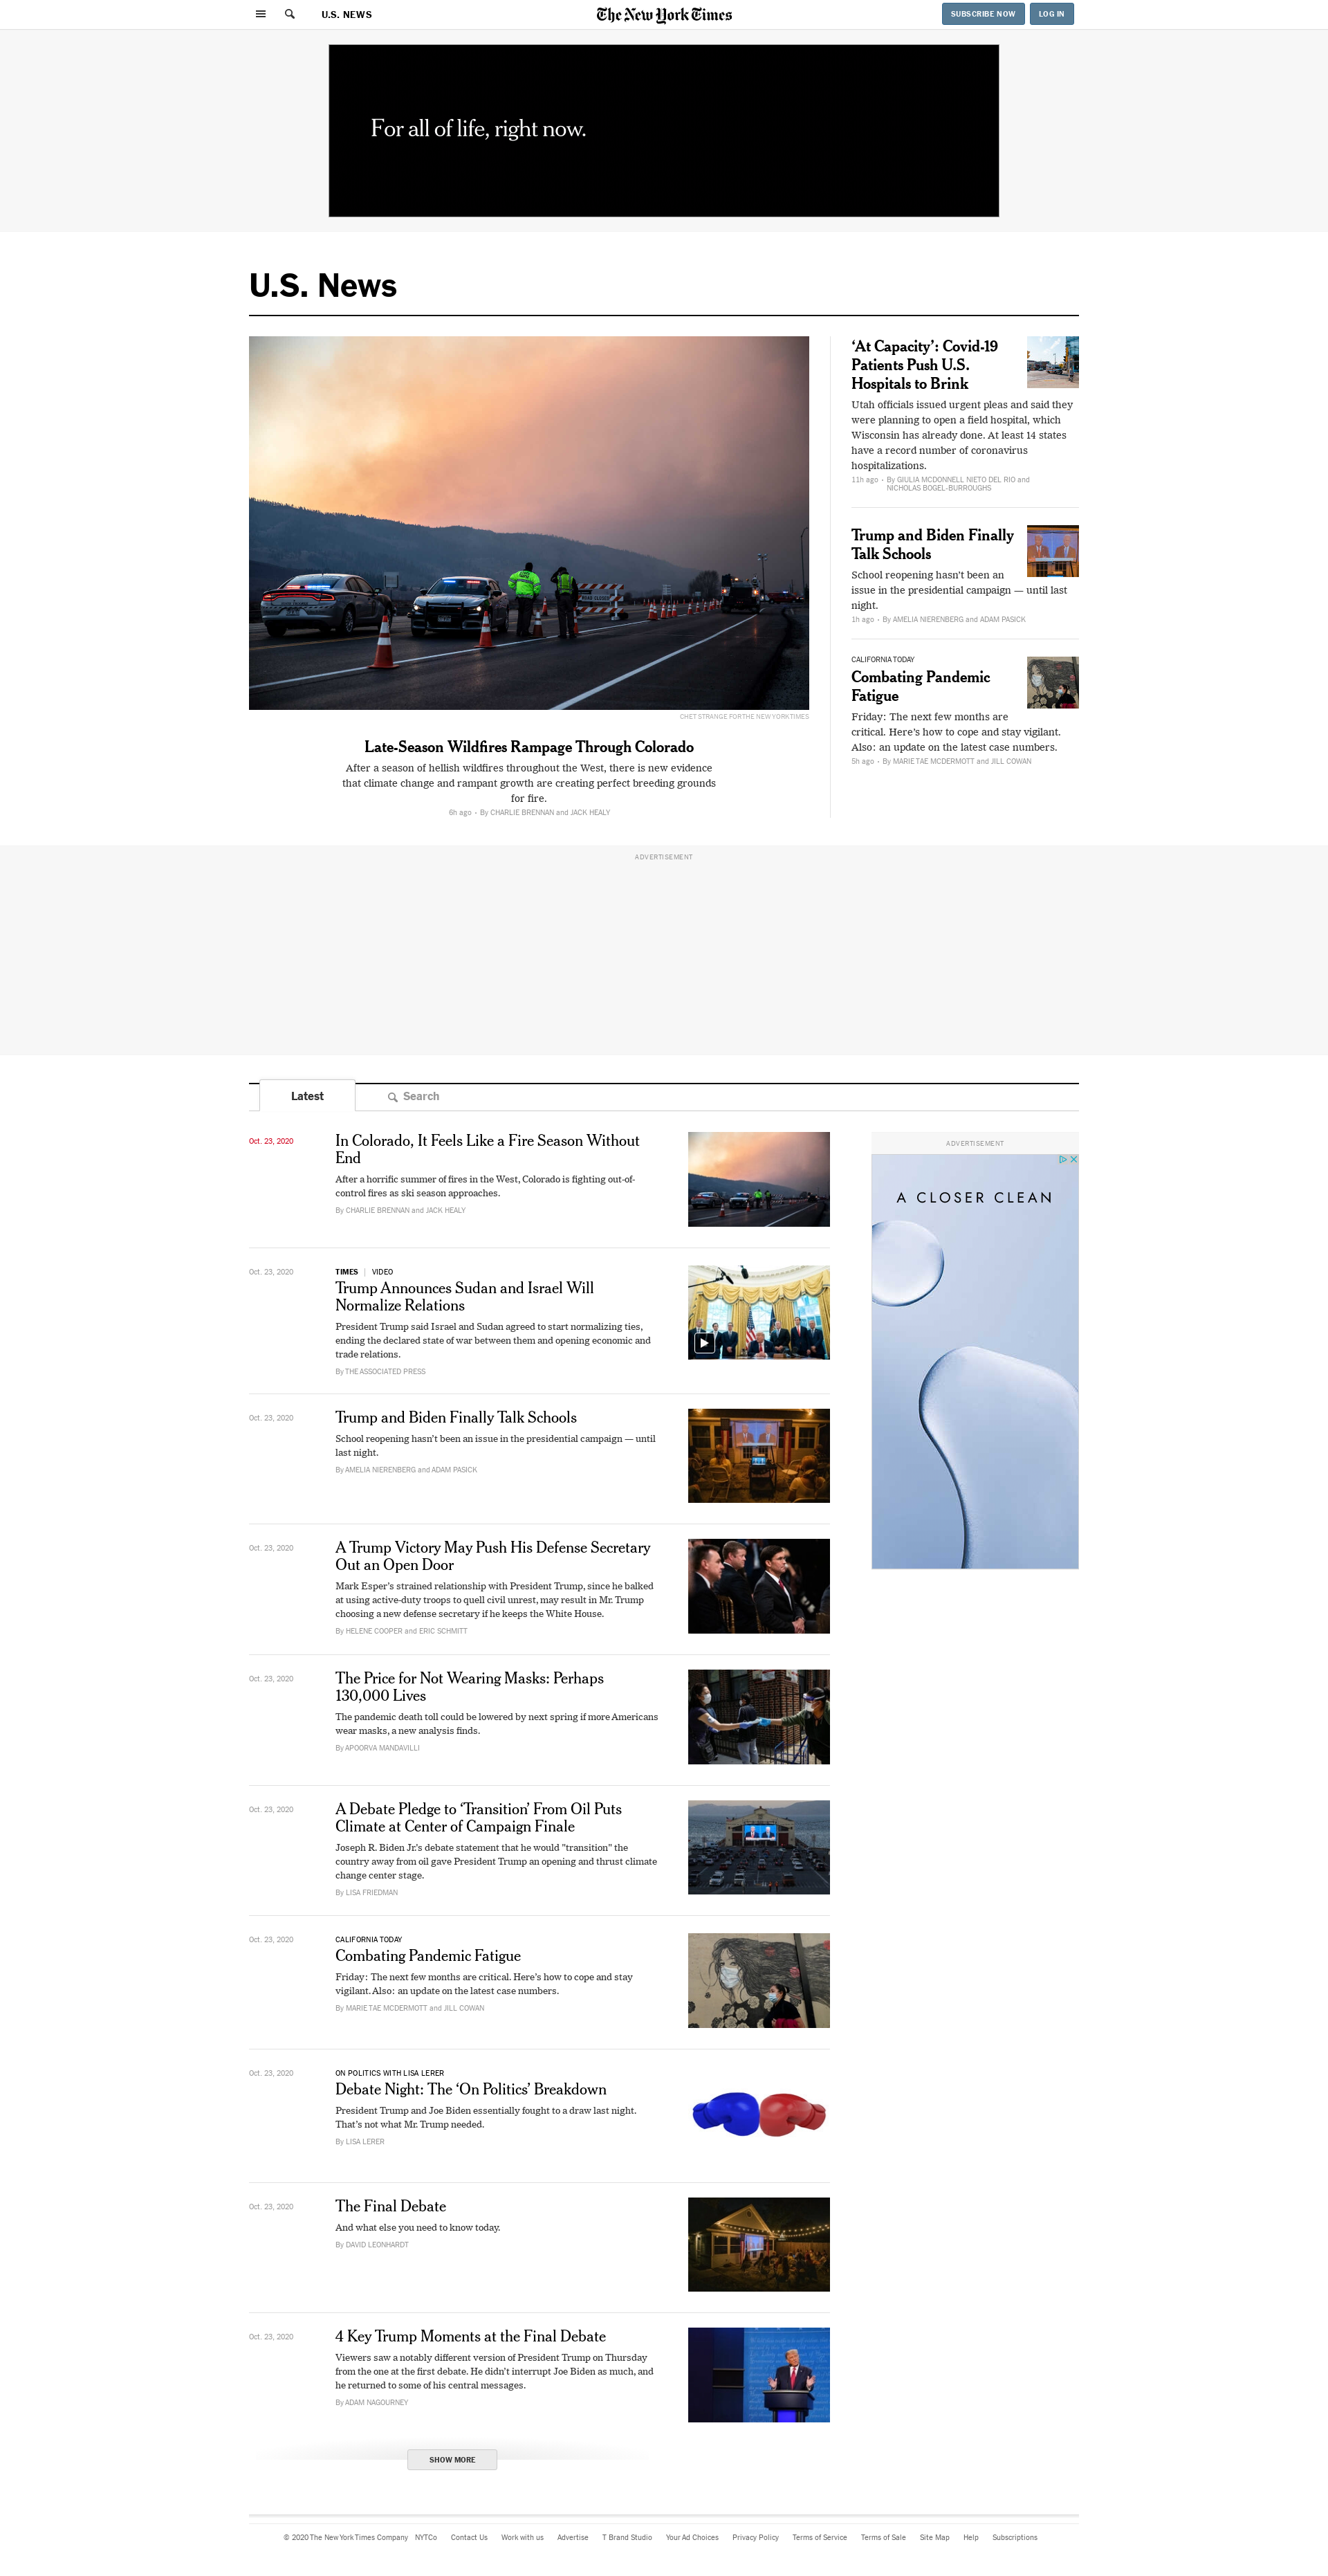 U.S. NEWS
The New York Times
SUBSCRIBE NOW
LOG IN
For all of life, right now.
U.S. News
CHET STRANGE FOR THE NEW YORK TIMES
Late-Season Wildfires Rampage Through Colorado
After a season of hellish wildfires throughout the West, there is new evidence
that climate change and rampant growth are creating perfect breeding grounds
for fire.
6h ago • By CHARLIE BRENNAN and JACK HEALY
‘At Capacity’: Covid-19
Patients Push U.S.
Hospitals to Brink
Utah officials issued urgent pleas and said they
were planning to open a field hospital, which
Wisconsin has already done. At least 14 states
have a record number of coronavirus
hospitalizations.
11h ago • By GIULIA MCDONNELL NIETO DEL RIO and
NICHOLAS BOGEL-BURROUGHS
Trump and Biden Finally
Talk Schools
School reopening hasn’t been an
issue in the presidential campaign — until last
night.
1h ago • By AMELIA NIERENBERG and ADAM PASICK
CALIFORNIA TODAY
Combating Pandemic
Fatigue
Friday: The next few months are
critical. Here’s how to cope and stay vigilant.
Also: an update on the latest case numbers.
5h ago • By MARIE TAE MCDERMOTT and JILL COWAN
ADVERTISEMENT
Latest
Search
Oct. 23, 2020
In Colorado, It Feels Like a Fire Season Without
End
After a horrific summer of fires in the West, Colorado is fighting out-of-
control fires as ski season approaches.
By CHARLIE BRENNAN and JACK HEALY
ADVERTISEMENT
A CLOSER CLEAN
Oct. 23, 2020
TIMES | VIDEO
Trump Announces Sudan and Israel Will
Normalize Relations
President Trump said Israel and Sudan agreed to start normalizing ties,
ending the declared state of war between them and opening economic and
trade relations.
By THE ASSOCIATED PRESS
Oct. 23, 2020
Trump and Biden Finally Talk Schools
School reopening hasn’t been an issue in the presidential campaign — until
last night.
By AMELIA NIERENBERG and ADAM PASICK
Oct. 23, 2020
A Trump Victory May Push His Defense Secretary
Out an Open Door
Mark Esper’s strained relationship with President Trump, since he balked
at using active-duty troops to quell civil unrest, may result in Mr. Trump
choosing a new defense secretary if he keeps the White House.
By HELENE COOPER and ERIC SCHMITT
Oct. 23, 2020
The Price for Not Wearing Masks: Perhaps
130,000 Lives
The pandemic death toll could be lowered by next spring if more Americans
wear masks, a new analysis finds.
By APOORVA MANDAVILLI
Oct. 23, 2020
A Debate Pledge to ‘Transition’ From Oil Puts
Climate at Center of Campaign Finale
Joseph R. Biden Jr.’s debate statement that he would "transition" the
country away from oil gave President Trump an opening and thrust climate
change center stage.
By LISA FRIEDMAN
Oct. 23, 2020
CALIFORNIA TODAY
Combating Pandemic Fatigue
Friday: The next few months are critical. Here’s how to cope and stay
vigilant. Also: an update on the latest case numbers.
By MARIE TAE MCDERMOTT and JILL COWAN
Oct. 23, 2020
ON POLITICS WITH LISA LERER
Debate Night: The ‘On Politics’ Breakdown
President Trump and Joe Biden essentially fought to a draw last night.
That’s not what Mr. Trump needed.
By LISA LERER
Oct. 23, 2020
The Final Debate
And what else you need to know today.
By DAVID LEONHARDT
Oct. 23, 2020
4 Key Trump Moments at the Final Debate
Viewers saw a notably different version of President Trump on Thursday
from the one at the first debate. He didn’t interrupt Joe Biden as much, and
he returned to some of his central messages.
By ADAM NAGOURNEY
SHOW MORE
© 2020 The New York Times Company NYTCo Contact Us Work with us Advertise T Brand Studio Your Ad Choices Privacy Policy Terms of Service Terms of Sale Site Map Help Subscriptions